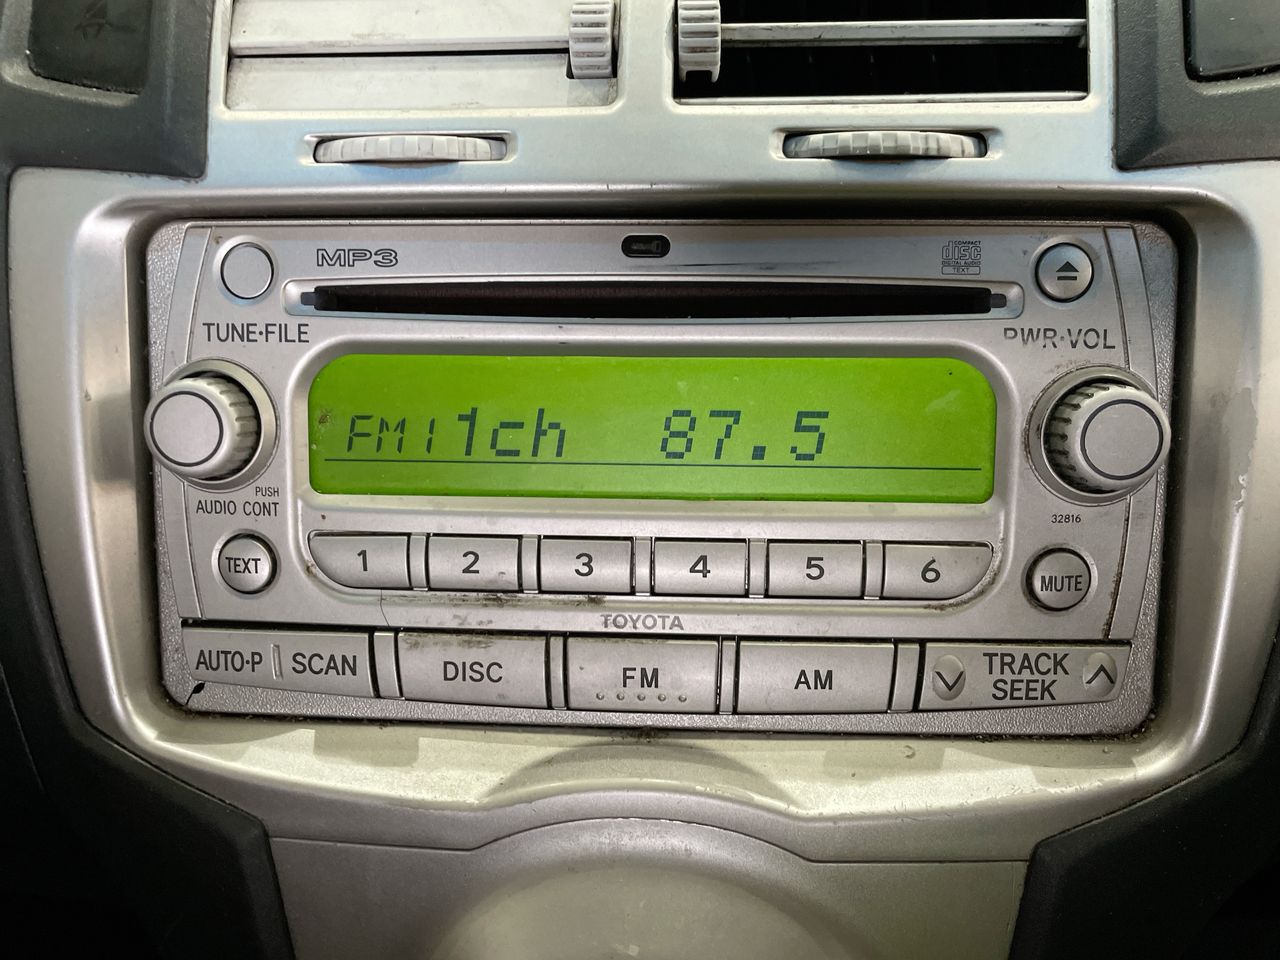 MP3
COMPACT
disc
DIGITAL AUDIO
TEXT
TUNE•FILE
PWR•VOL
FM1 1ch 87.5
PUSH
AUDIO CONT
32816
TEXT
1 2 3 4 5 6
MUTE
TOYOTA
AUTO•P SCAN
DISC
FM
AM
TRACK
SEEK